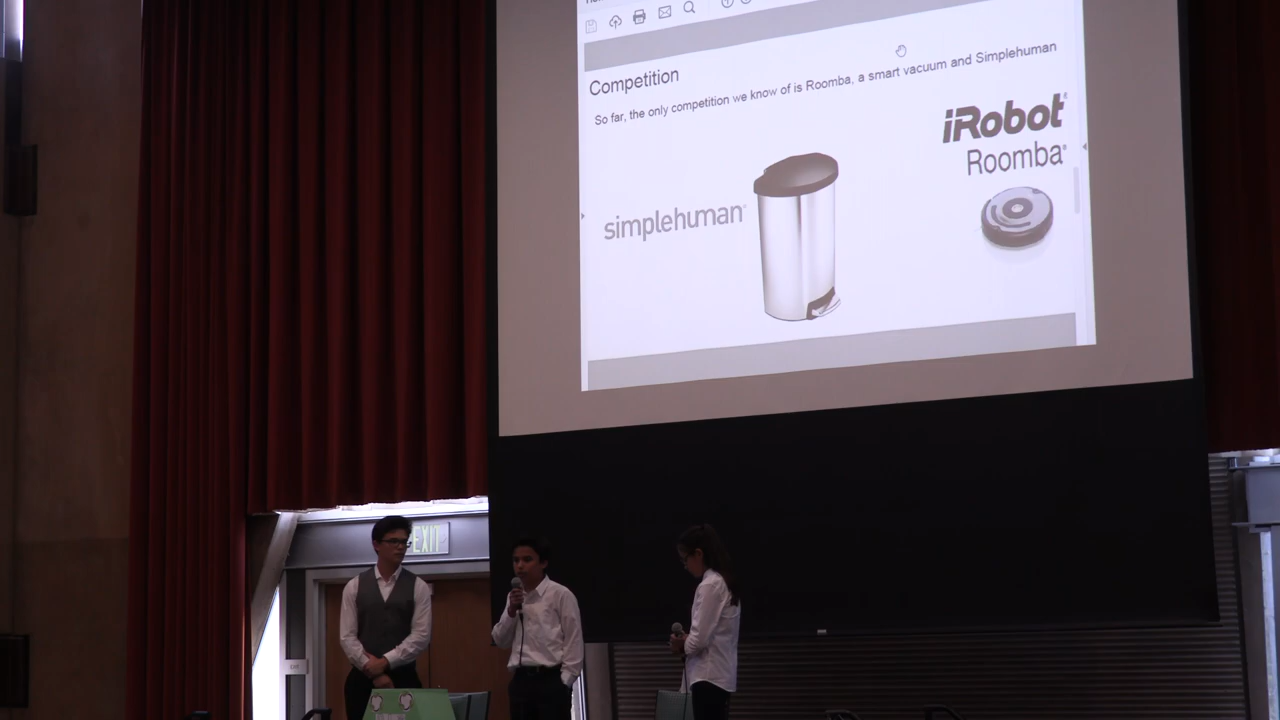 Competition
So far, the only competition we know of is Roomba, a smart vacuum and Simplehuman
iRobot®
Roomba®
simplehuman®
EXIT